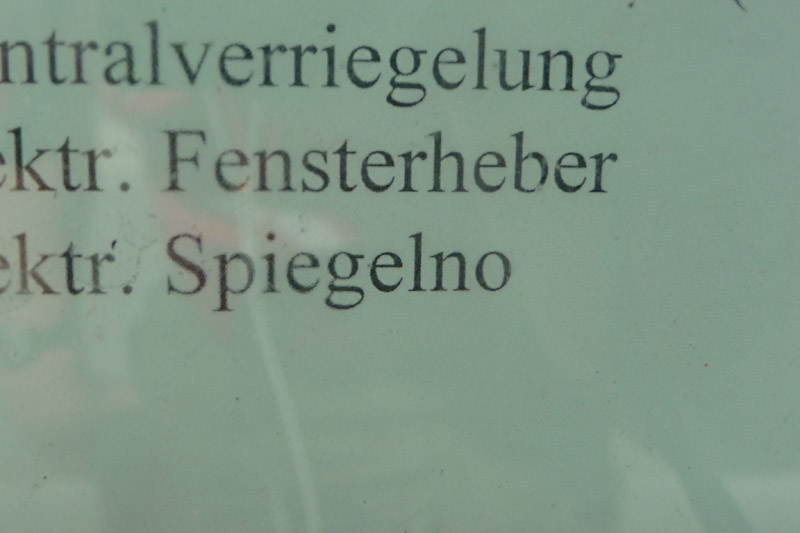 ntralverriegelung
ektr. Fensterheber
ektr. Spiegelno